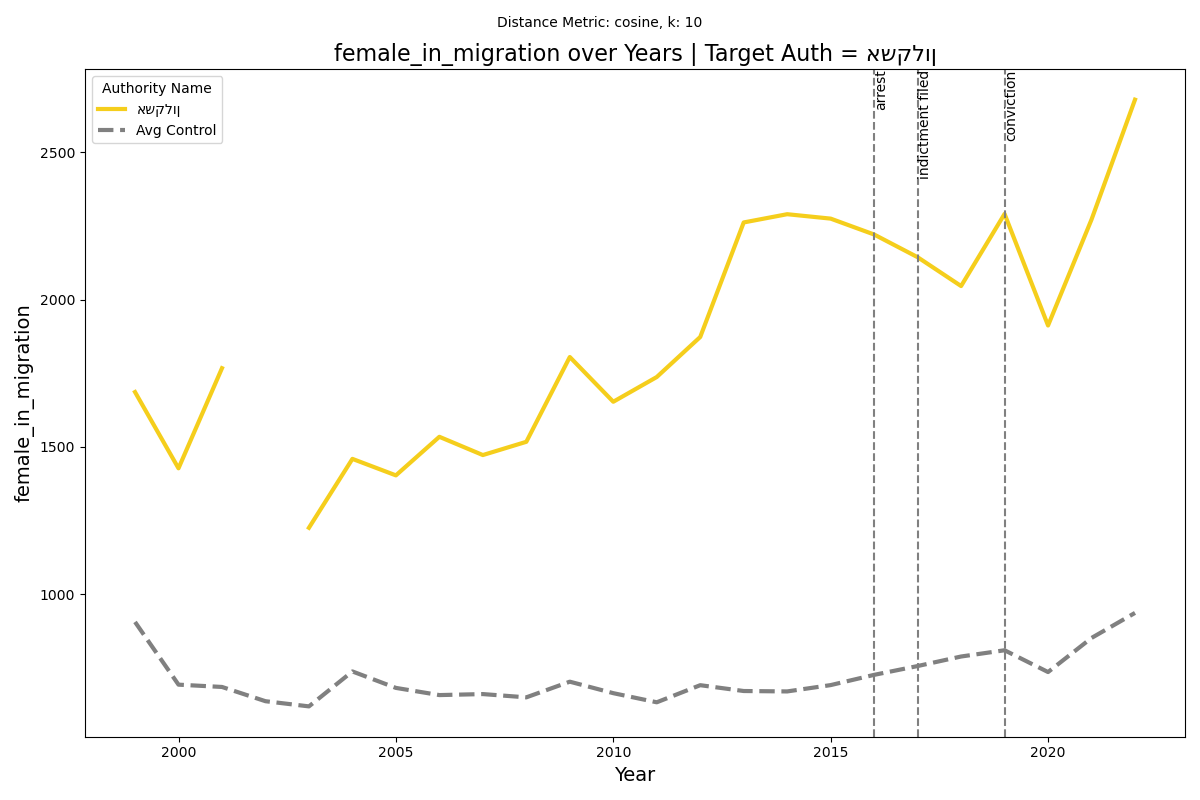 Distance Metric: cosine, k: 10
female_in_migration over Years | Target Auth = אשקלון
Authority Name
אשקלון
Avg Control
arrest
indictment filed
conviction
female_in_migration
2500
2000
1500
1000
2000 2005 2010 2015 2020
Year